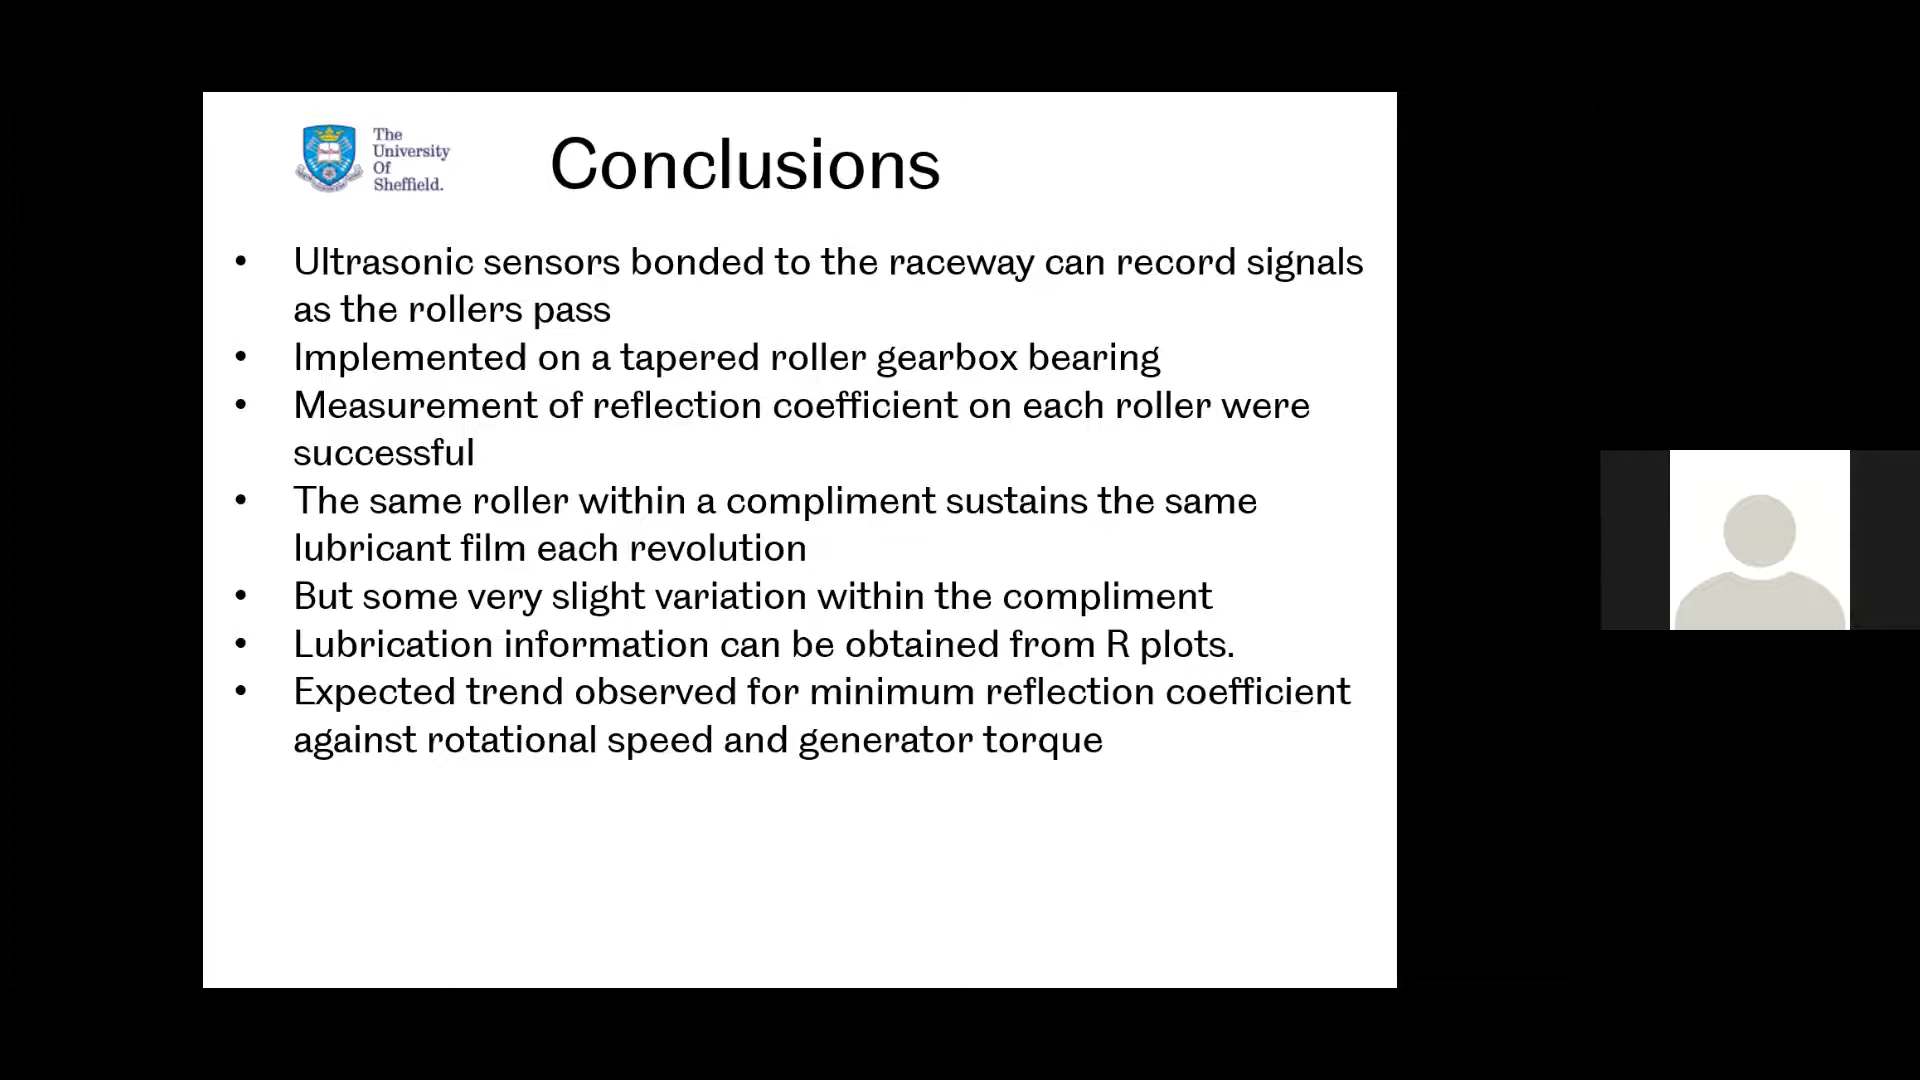 The
University
Of
Sheffield.
Conclusions
• Ultrasonic sensors bonded to the raceway can record signals
as the rollers pass
• Implemented on a tapered roller gearbox bearing
• Measurement of reflection coefficient on each roller were
successful
• The same roller within a compliment sustains the same
lubricant film each revolution
• But some very slight variation within the compliment
• Lubrication information can be obtained from R plots.
• Expected trend observed for minimum reflection coefficient
against rotational speed and generator torque